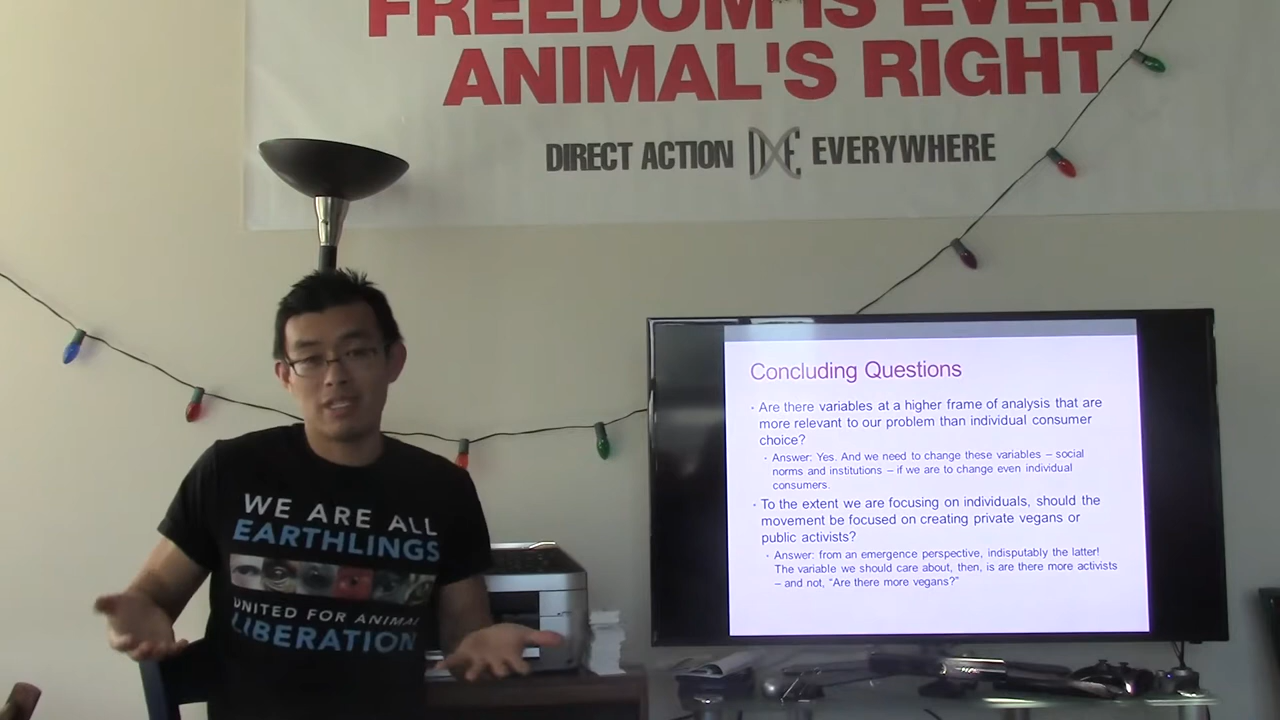 FREEDOM IS EVERY
ANIMAL'S RIGHT
DIRECT ACTION DXE EVERYWHERE
WE ARE ALL
EARTHLINGS
UNITED FOR ANIMAL
LIBERATION
Concluding Questions
· Are there variables at a higher frame of analysis that are
more relevant to our problem than individual consumer
choice?
· Answer: Yes. And we need to change these variables – social
norms and institutions – if we are to change even individual
consumers.
· To the extent we are focusing on individuals, should the
movement be focused on creating private vegans or
public activists?
· Answer: from an emergence perspective, indisputably the latter!
The variable we should care about, then, is are there more activists
– and not, “Are there more vegans?”